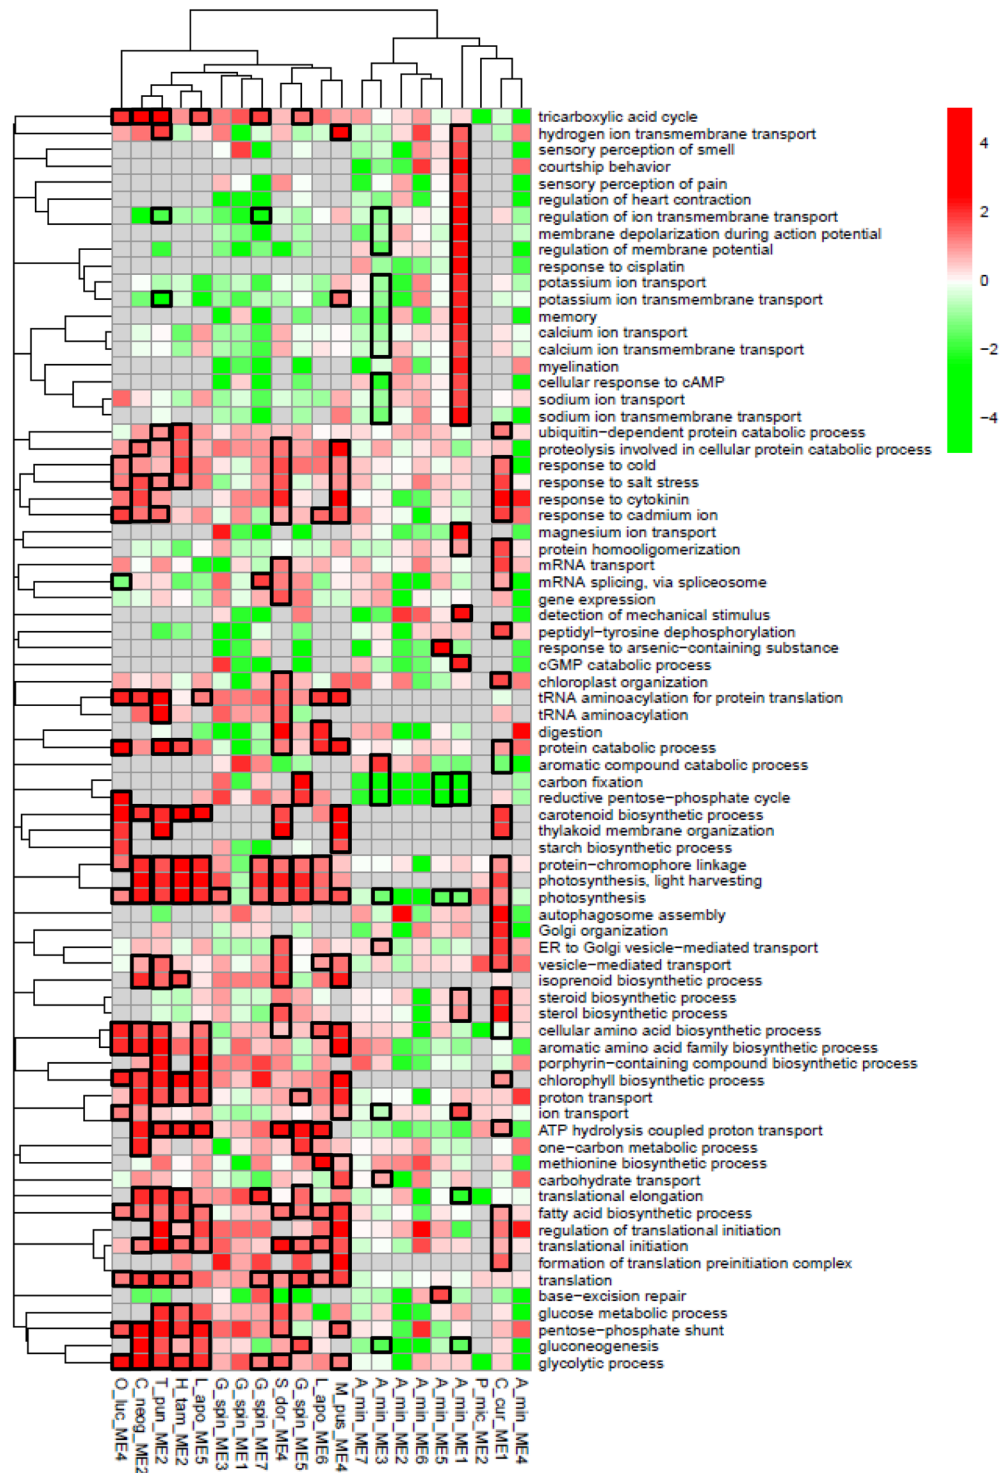 tricarboxylic acid cycle
hydrogen ion transmembrane transport
sensory perception of smell
courtship behavior
sensory perception of pain
regulation of heart contraction
regulation of ion transmembrane transport
membrane depolarization during action potential
regulation of membrane potential
response to cisplatin
potassium ion transport
potassium ion transmembrane transport
memory
calcium ion transport
calcium ion transmembrane transport
myelination
cellular response to cAMP
sodium ion transport
sodium ion transmembrane transport
ubiquitin-dependent protein catabolic process
proteolysis involved in cellular protein catabolic process
response to cold
response to salt stress
response to cytokinin
response to cadmium ion
magnesium ion transport
protein homooligomerization
mRNA transport
mRNA splicing, via spliceosome
gene expression
detection of mechanical stimulus
peptidyl-tyrosine dephosphorylation
response to arsenic-containing substance
cGMP catabolic process
chloroplast organization
tRNA aminoacylation for protein translation
tRNA aminoacylation
digestion
protein catabolic process
aromatic compound catabolic process
carbon fixation
reductive pentose-phosphate cycle
carotenoid biosynthetic process
thylakoid membrane organization
starch biosynthetic process
protein-chromophore linkage
photosynthesis, light harvesting
photosynthesis
autophagosome assembly
Golgi organization
ER to Golgi vesicle-mediated transport
vesicle-mediated transport
isoprenoid biosynthetic process
steroid biosynthetic process
sterol biosynthetic process
cellular amino acid biosynthetic process
aromatic amino acid family biosynthetic process
porphyrin-containing compound biosynthetic process
chlorophyll biosynthetic process
proton transport
ion transport
ATP hydrolysis coupled proton transport
one-carbon metabolic process
methionine biosynthetic process
carbohydrate transport
translational elongation
fatty acid biosynthetic process
regulation of translational initiation
translational initiation
formation of translation preinitiation complex
translation
base-excision repair
glucose metabolic process
pentose-phosphate shunt
gluconeogenesis
glycolytic process
4
2
0
-2
-4
O_luc_ME4
C_neog_ME2
T_pun_ME2
H_tam_ME2
L_apo_ME5
G_spin_ME3
G_spin_ME1
G_spin_ME7
S_dor_ME4
G_spin_ME5
L_apo_ME6
M_pus_ME4
A_min_ME7
A_min_ME3
A_min_ME2
A_min_ME6
A_min_ME5
A_min_ME1
P_mic_ME2
C_cur_ME1
A_min_ME4